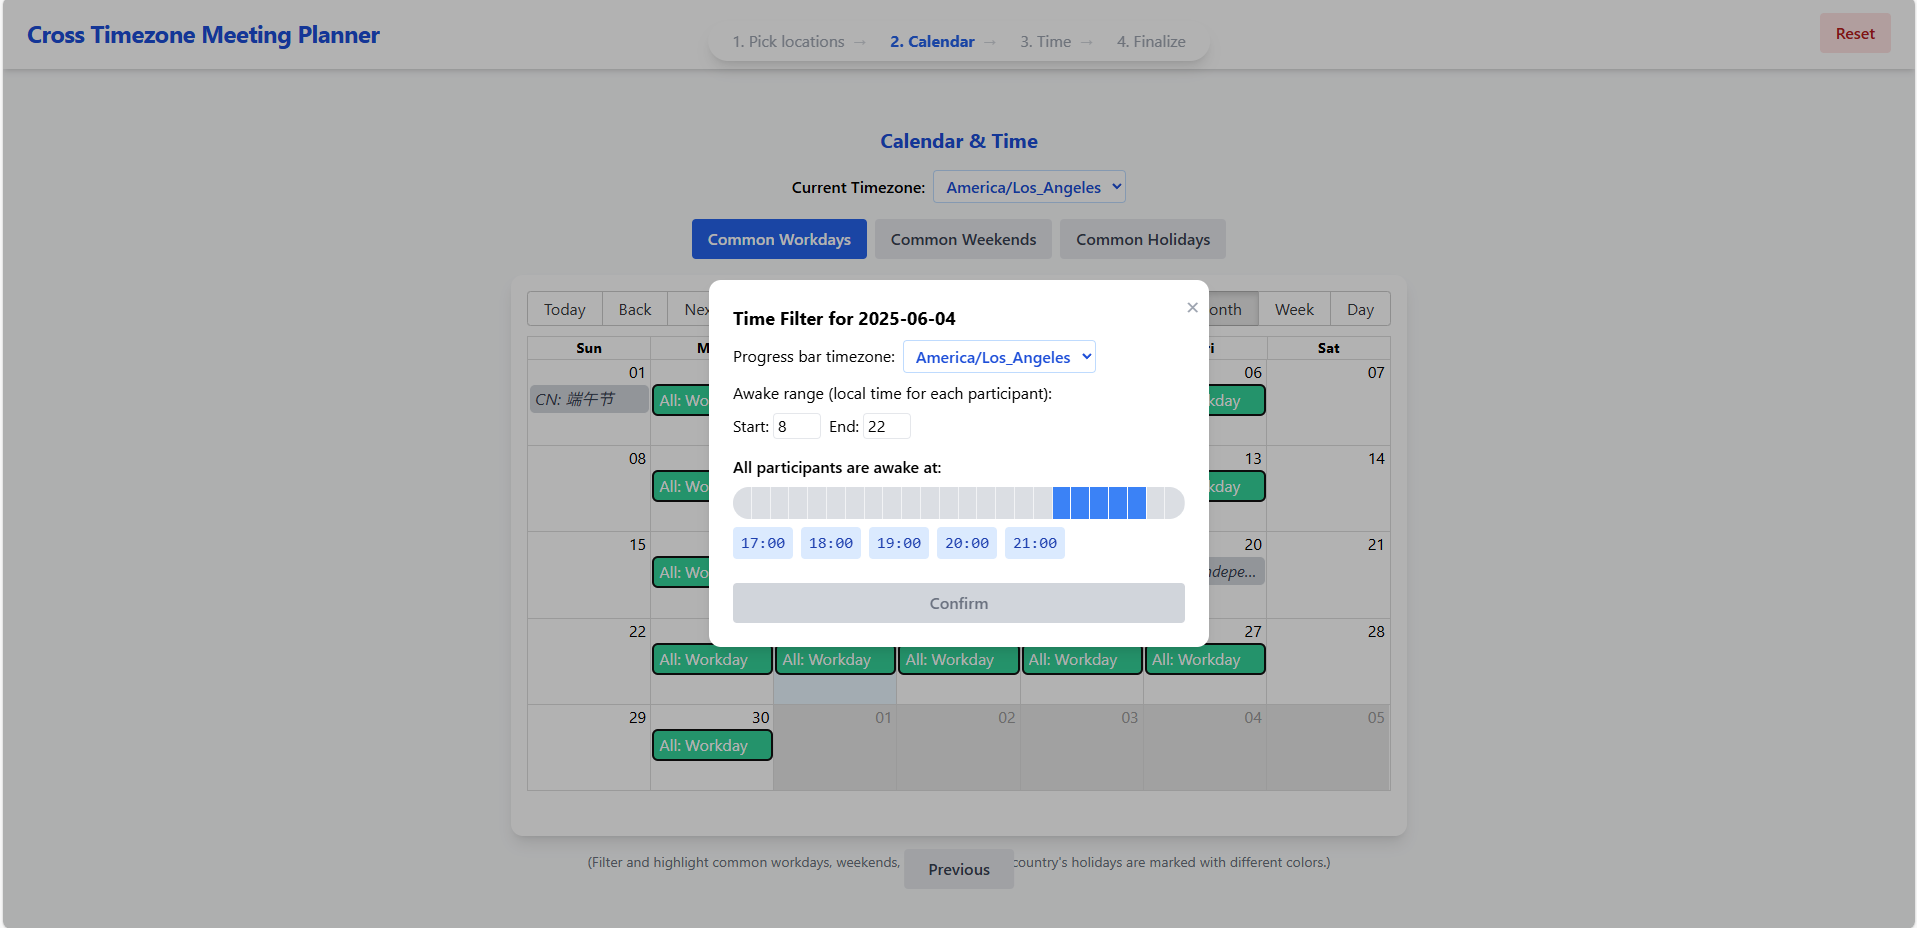 Cross Timezone Meeting Planner
1. Pick locations → 2. Calendar → 3. Time → 4. Finalize
Reset
Calendar & Time
Current Timezone: America/Los_Angeles
Common Workdays Common Weekends Common Holidays
Today Back Nex onth Week Day
Time Filter for 2025-06-04 ×
Progress bar timezone: America/Los_Angeles
Awake range (local time for each participant):
Start: 8 End: 22
All participants are awake at:
17:00 18:00 19:00 20:00 21:00
Confirm
Sun M ri Sat
01 06 07
CN: 端午节 All: Wo kday
08 13 14
All: Wo kday
15 20 21
All: Wo ndepe...
22 27 28
All: Workday All: Workday All: Workday All: Workday All: Workday
29 30 01 02 03 04 05
All: Workday
(Filter and highlight common workdays, weekends, country's holidays are marked with different colors.)
Previous